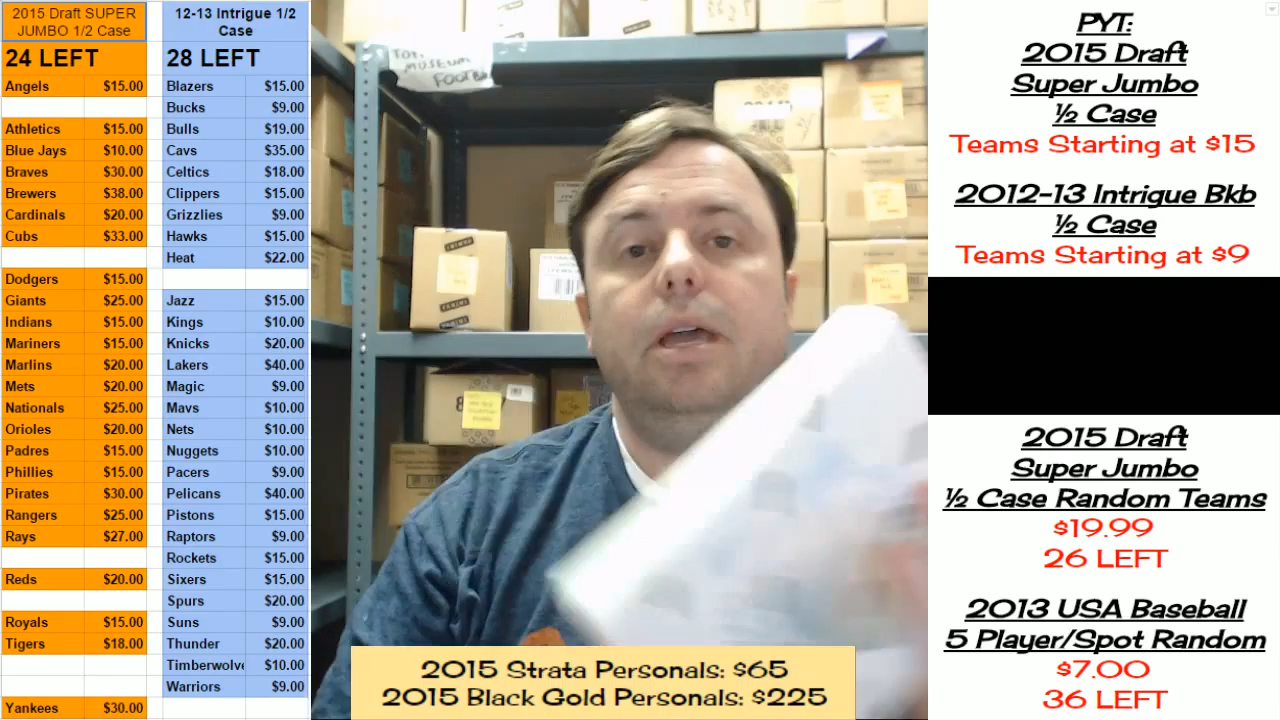 2015 Draft SUPER
JUMBO 1/2 Case
24 LEFT
Angels $15.00
Athletics $15.00
Blue Jays $10.00
Braves $30.00
Brewers $38.00
Cardinals $20.00
Cubs $33.00
Dodgers $15.00
Giants $25.00
Indians $15.00
Mariners $15.00
Marlins $20.00
Mets $20.00
Nationals $25.00
Orioles $20.00
Padres $15.00
Phillies $15.00
Pirates $30.00
Rangers $25.00
Rays $27.00
Reds $20.00
Royals $15.00
Tigers $18.00
Yankees $30.00
12-13 Intrigue 1/2
Case
28 LEFT
Blazers $15.00
Bucks $9.00
Bulls $19.00
Cavs $35.00
Celtics $18.00
Clippers $15.00
Grizzlies $9.00
Hawks $15.00
Heat $22.00
Jazz $15.00
Kings $10.00
Knicks $20.00
Lakers $40.00
Magic $9.00
Mavs $10.00
Nets $10.00
Nuggets $10.00
Pacers $9.00
Pelicans $40.00
Pistons $15.00
Raptors $9.00
Rockets $15.00
Sixers $15.00
Spurs $20.00
Suns $9.00
Thunder $20.00
Timberwolve $10.00
Warriors $9.00
MUSEUM
PANINI
2015 Strata Personals: $65
2015 Black Gold Personals: $225
PYT:
2015 Draft
Super Jumbo
½ Case
Teams Starting at $15
2012-13 Intrigue Bkb
½ Case
Teams Starting at $9
2015 Draft
Super Jumbo
½ Case Random Teams
$19.99
26 LEFT
2013 USA Baseball
5 Player/Spot Random
$7.00
36 LEFT